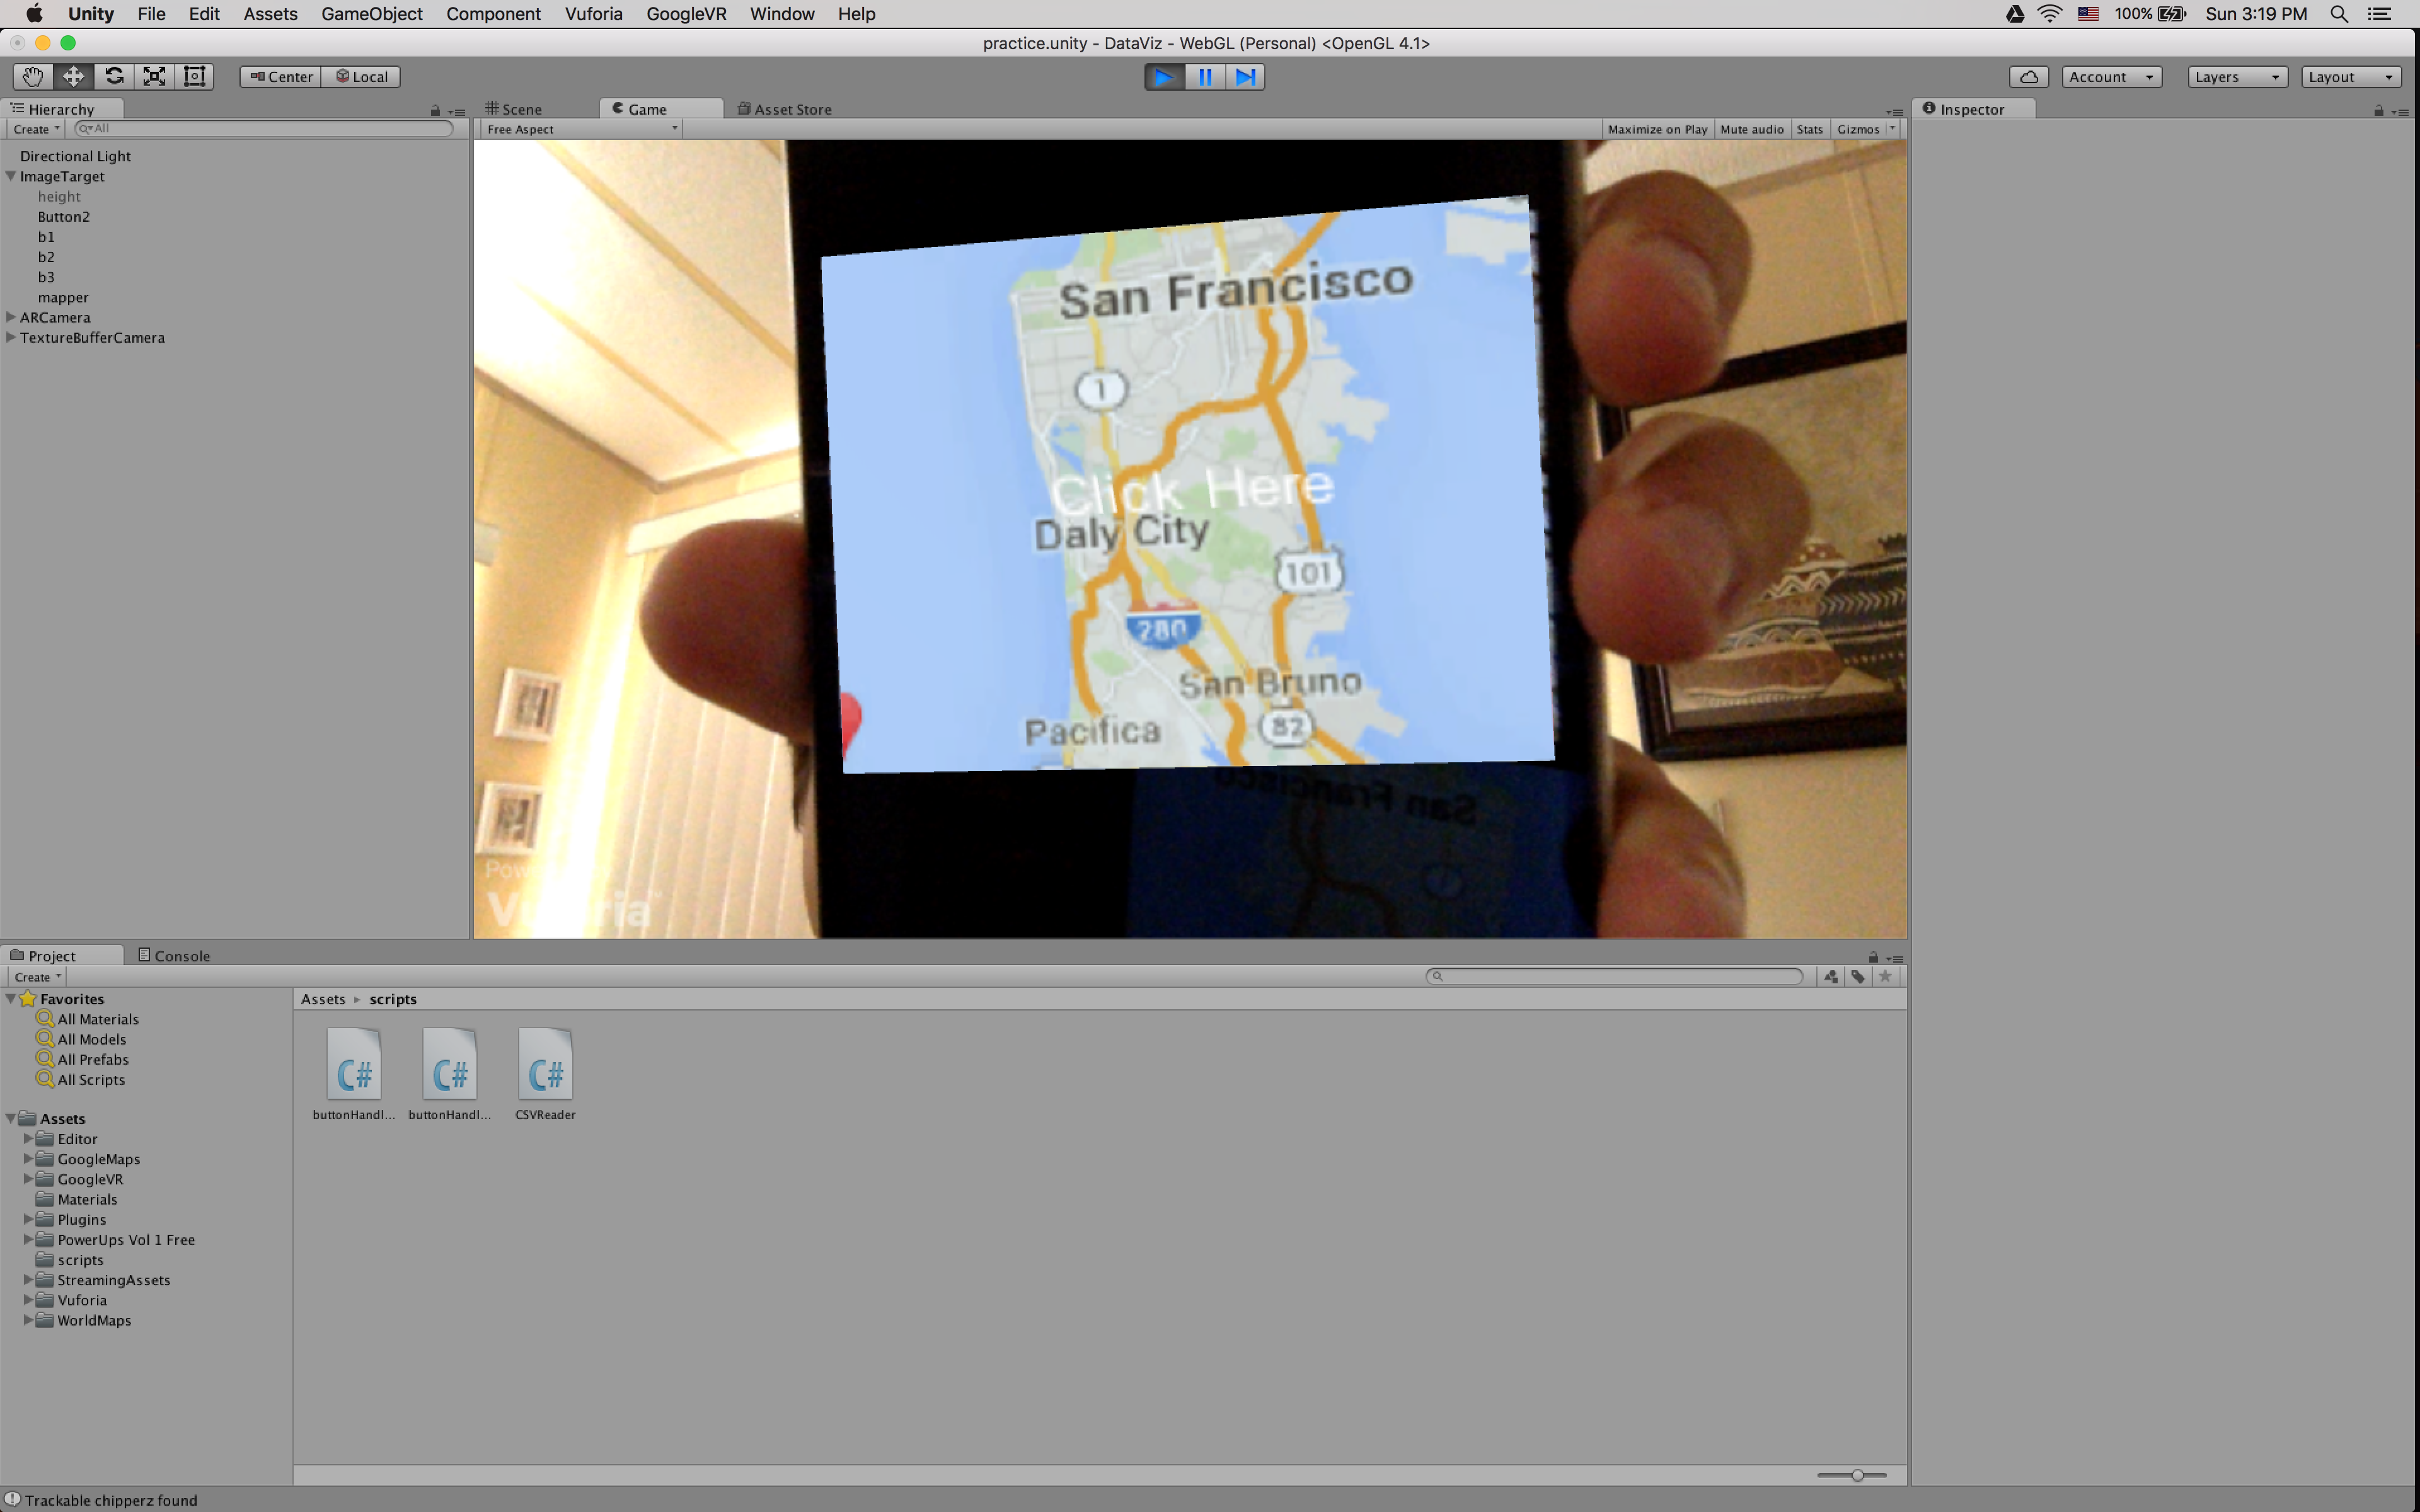 Unity File Edit Assets GameObject Component Vuforia GoogleVR Window Help 100% Sun 3:19 PM
practice.unity - DataViz - WebGL (Personal) <OpenGL 4.1>
Center Local Account Layers Layout
Hierarchy Scene Game Asset Store Inspector
Create All Free Aspect Maximize on Play Mute audio Stats Gizmos
Directional Light
ImageTarget
height
Button2
b1
b2
b3
mapper
ARCamera
TextureBufferCamera
San Francisco
1
Click Here
Daly City
101
280
San Bruno
Pacifica
82
San Francisco
Vuforia
Project Console
Create
Favorites
All Materials
All Models
All Prefabs
All Scripts
Assets
Editor
GoogleMaps
GoogleVR
Materials
Plugins
PowerUps Vol 1 Free
scripts
StreamingAssets
Vuforia
WorldMaps
Assets scripts
C# C# C#
buttonHandl... buttonHandl... CSVReader
Trackable chipperz found